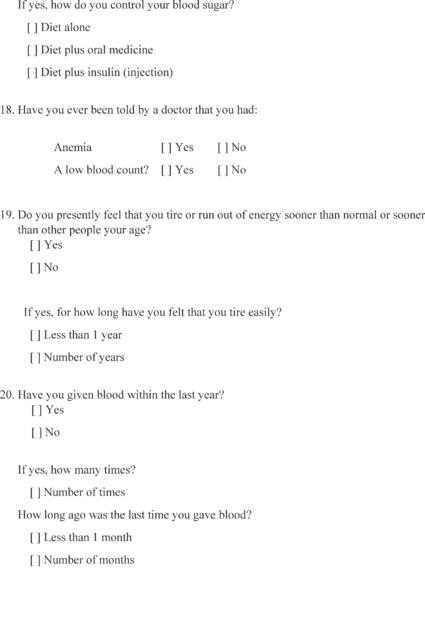 If yes, how do you control your blood sugar?
[ ] Diet alone
[ ] Diet plus oral medicine
[ ] Diet plus insulin (injection)
18. Have you ever been told by a doctor that you had:
Anemia [ ] Yes [ ] No
A low blood count? [ ] Yes [ ] No
19. Do you presently feel that you tire or run out of energy sooner than normal or sooner
than other people your age?
[ ] Yes
[ ] No
If yes, for how long have you felt that you tire easily?
[ ] Less than 1 year
[ ] Number of years
20. Have you given blood within the last year?
[ ] Yes
[ ] No
If yes, how many times?
[ ] Number of times
How long ago was the last time you gave blood?
[ ] Less than 1 month
[ ] Number of months